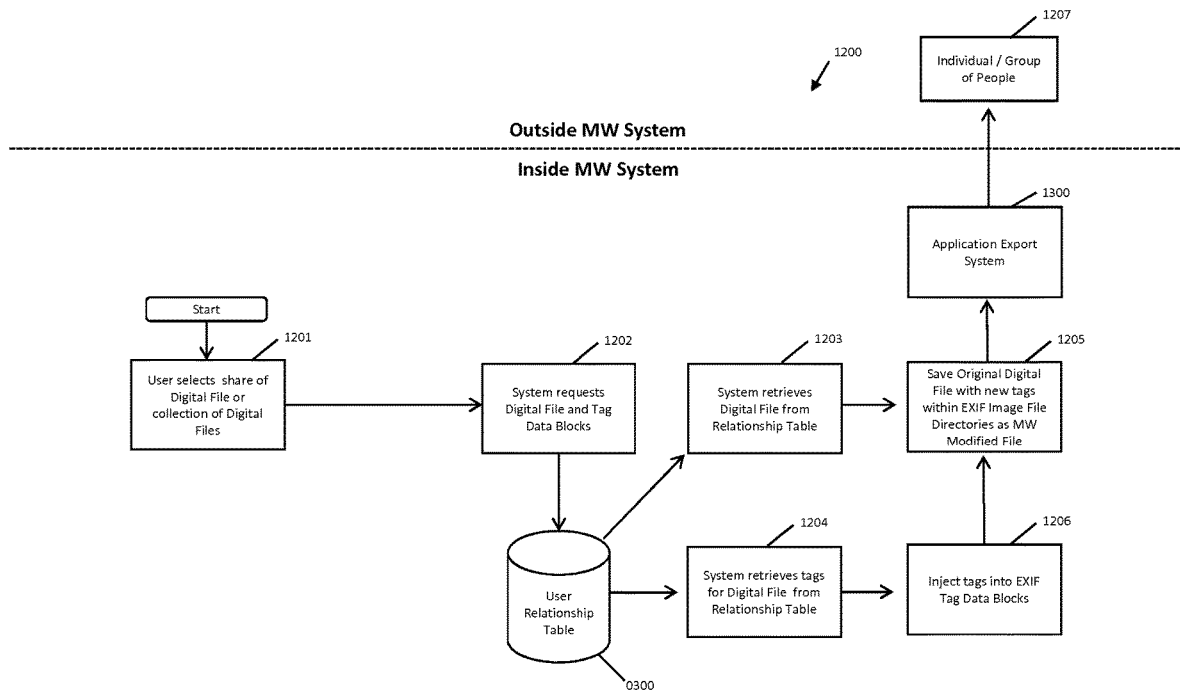 1207
Individual / Group
of People
1200
Outside MW System
Inside MW System
1300
Application Export
System
Start
1201
User selects share of
Digital File or
collection of Digital
Files
1202
System requests
Digital File and Tag
Data Blocks
1203
System retrieves
Digital File from
Relationship Table
1205
Save Original Digital
File with new tags
within EXIF Image File
Directories as MW
Modified File
User
Relationship
Table
0300
1204
System retrieves tags
for Digital File from
Relationship Table
1206
Inject tags into EXIF
Tag Data Blocks